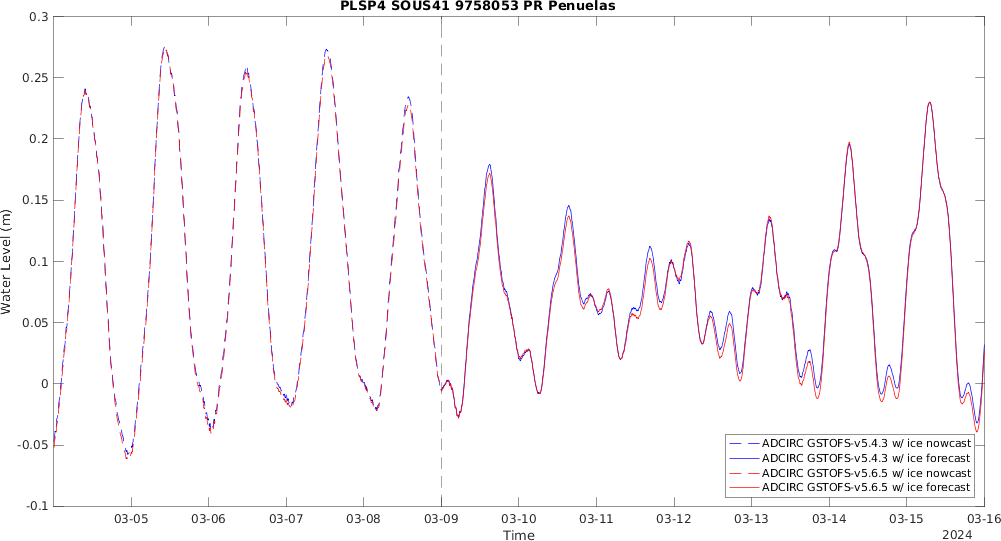 PLSP4 SOUS41 9758053 PR Penuelas
0.3
0.25
0.2
0.15
0.1
0.05
0
-0.05
-0.1
Water Level (m)
ADCIRC GSTOFS-v5.4.3 w/ ice nowcast
ADCIRC GSTOFS-v5.4.3 w/ ice forecast
ADCIRC GSTOFS-v5.6.5 w/ ice nowcast
ADCIRC GSTOFS-v5.6.5 w/ ice forecast
03-05 03-06 03-07 03-08 03-09 03-10 03-11 03-12 03-13 03-14 03-15 03-16
Time
2024